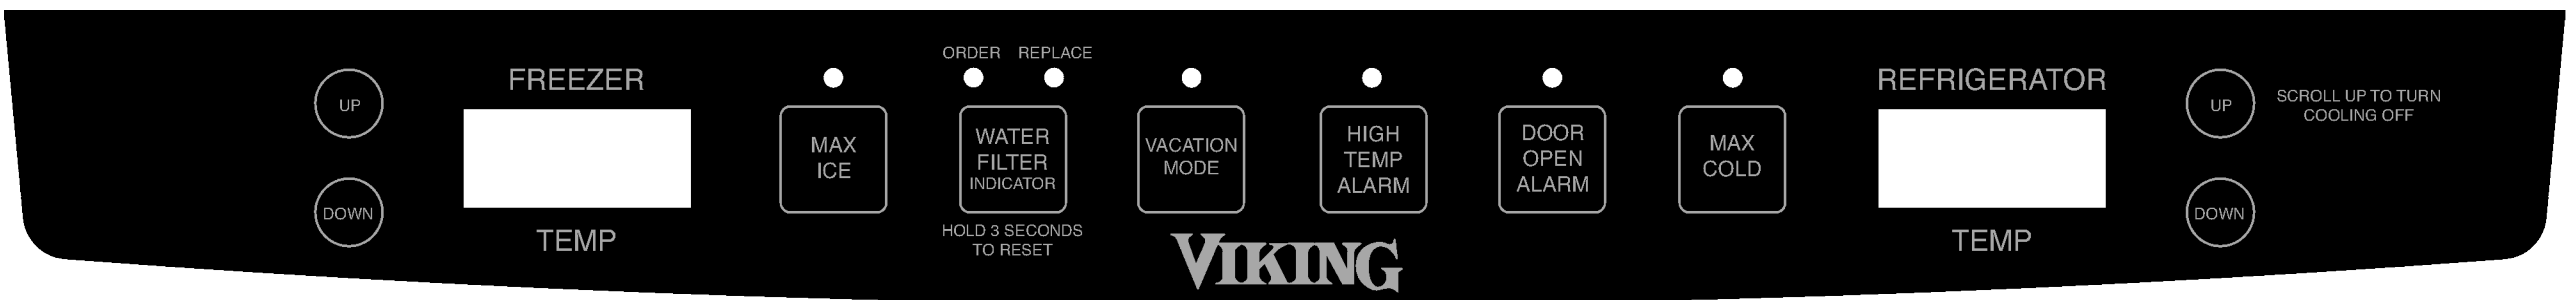 UP
DOWN
FREEZER
TEMP
MAX
ICE
ORDER REPLACE
WATER
FILTER
INDICATOR
HOLD 3 SECONDS
TO RESET
VACATION
MODE
VIKING
HIGH
TEMP
ALARM
DOOR
OPEN
ALARM
MAX
COLD
REFRIGERATOR
TEMP
UP
DOWN
SCROLL UP TO TURN
COOLING OFF